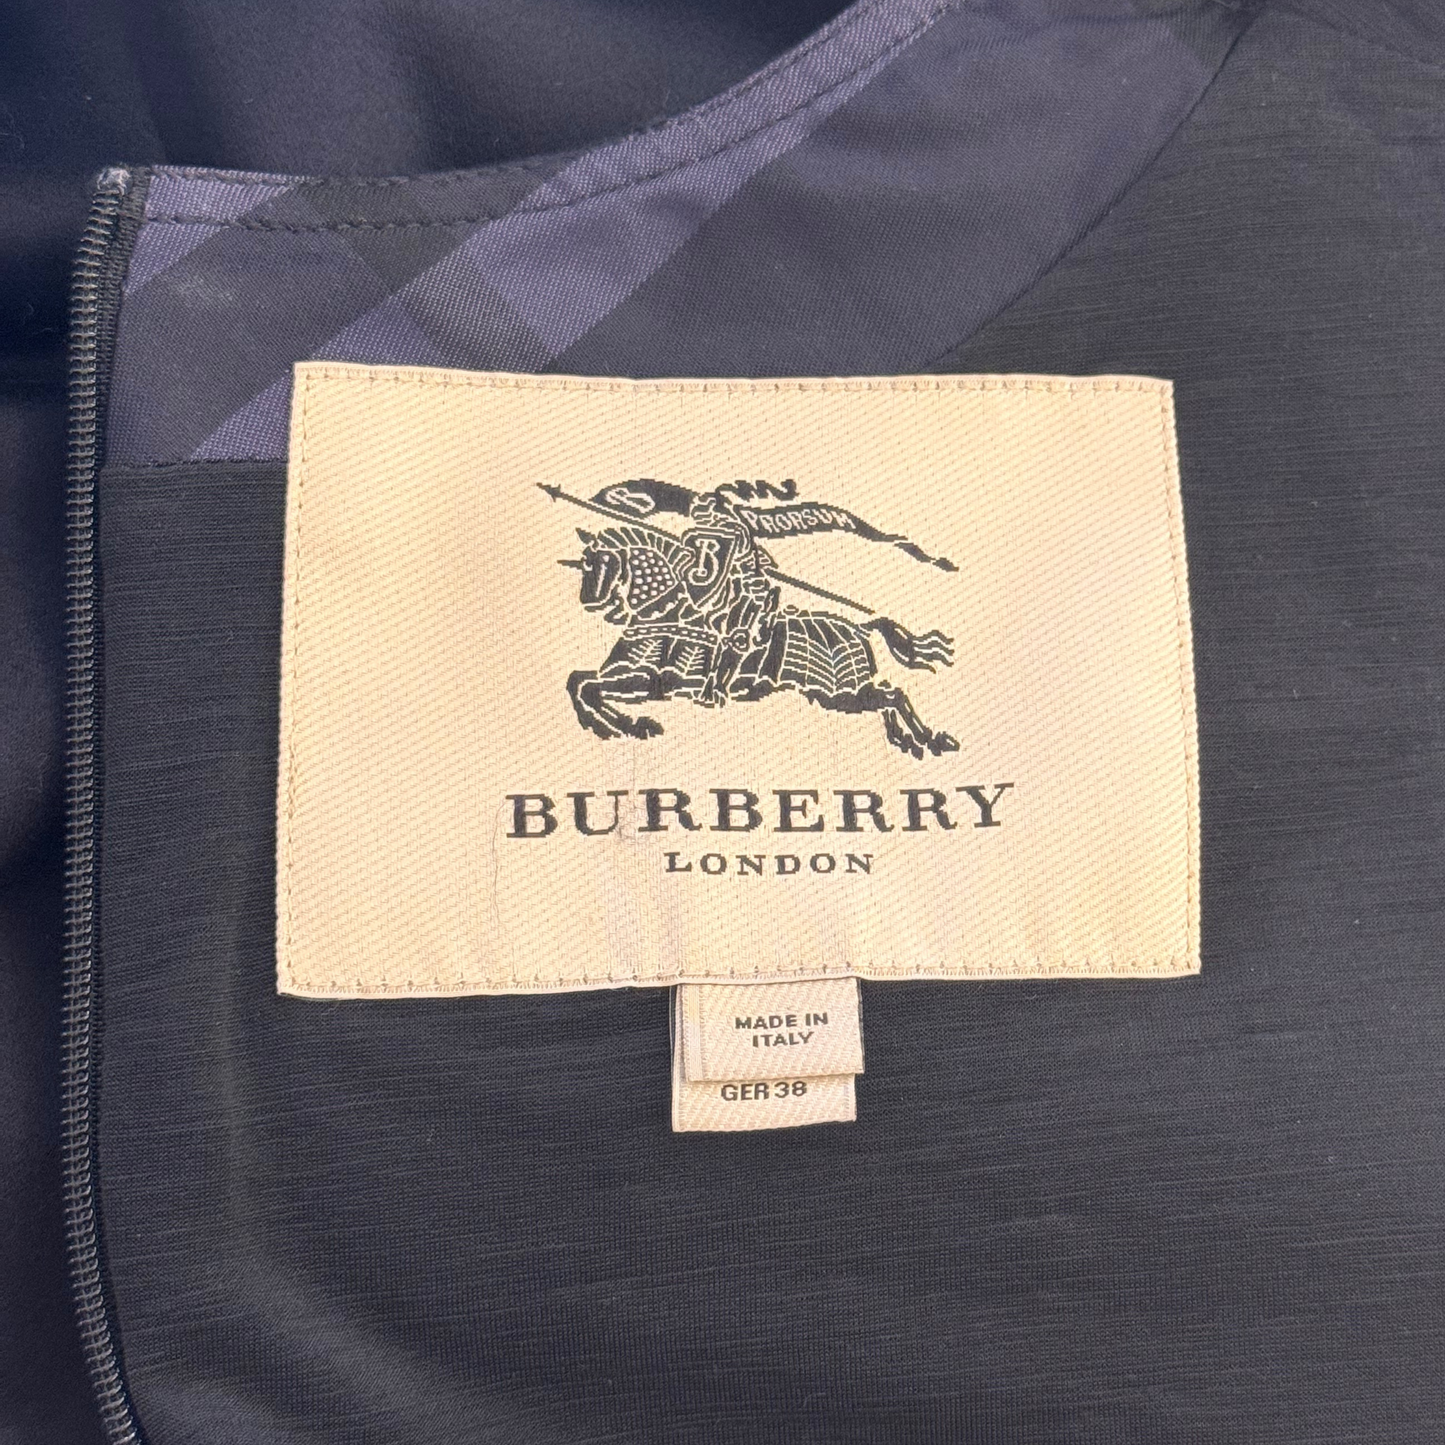 PRORSUM
B
BURBERRY
LONDON
MADE IN
ITALY
GER 38